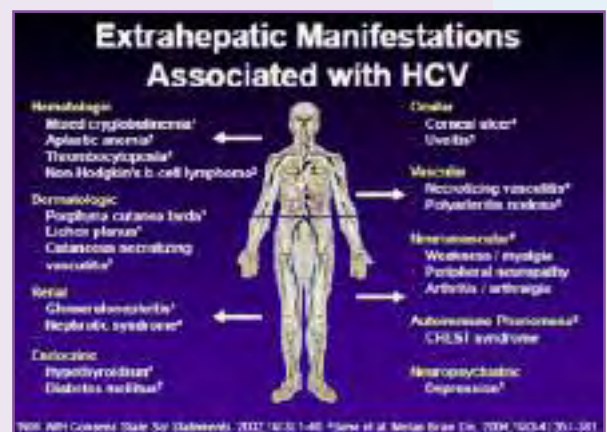 Extrahepatic Manifestations
Associated with HCV
Hematologic
Mixed cryglobulinemia
Aplastic anemia
Thrombocytopenia
Non-Hodgkin's b-cell lymphoma
Dermatologic
Porphyria cutanea tarda
Lichen planus
Cutaneous necrotizing
vasculitis
Renal
Glomerulonephritis
Nephrotic syndrome
Endocrine
Hypothyroidism
Diabetes mellitus
Ocular
Corneal ulcer
Uveitis
Vascular
Necrotizing vasculitis
Polyarteritis nodosa
Neuromuscular
Weakness / myalgia
Peripheral neuropathy
Arthritis / arthralgia
Autoimmune Phenomena
CREST syndrome
Neuropsychiatric
Depression